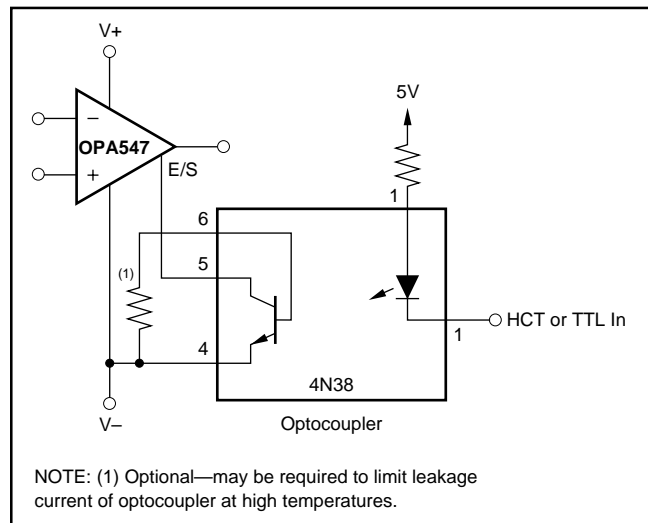 V+
5V
−
OPA547
+
E/S
1
6
(1)
5
4
1
HCT or TTL In
4N38
V–
Optocoupler
NOTE: (1) Optional—may be required to limit leakage
current of optocoupler at high temperatures.